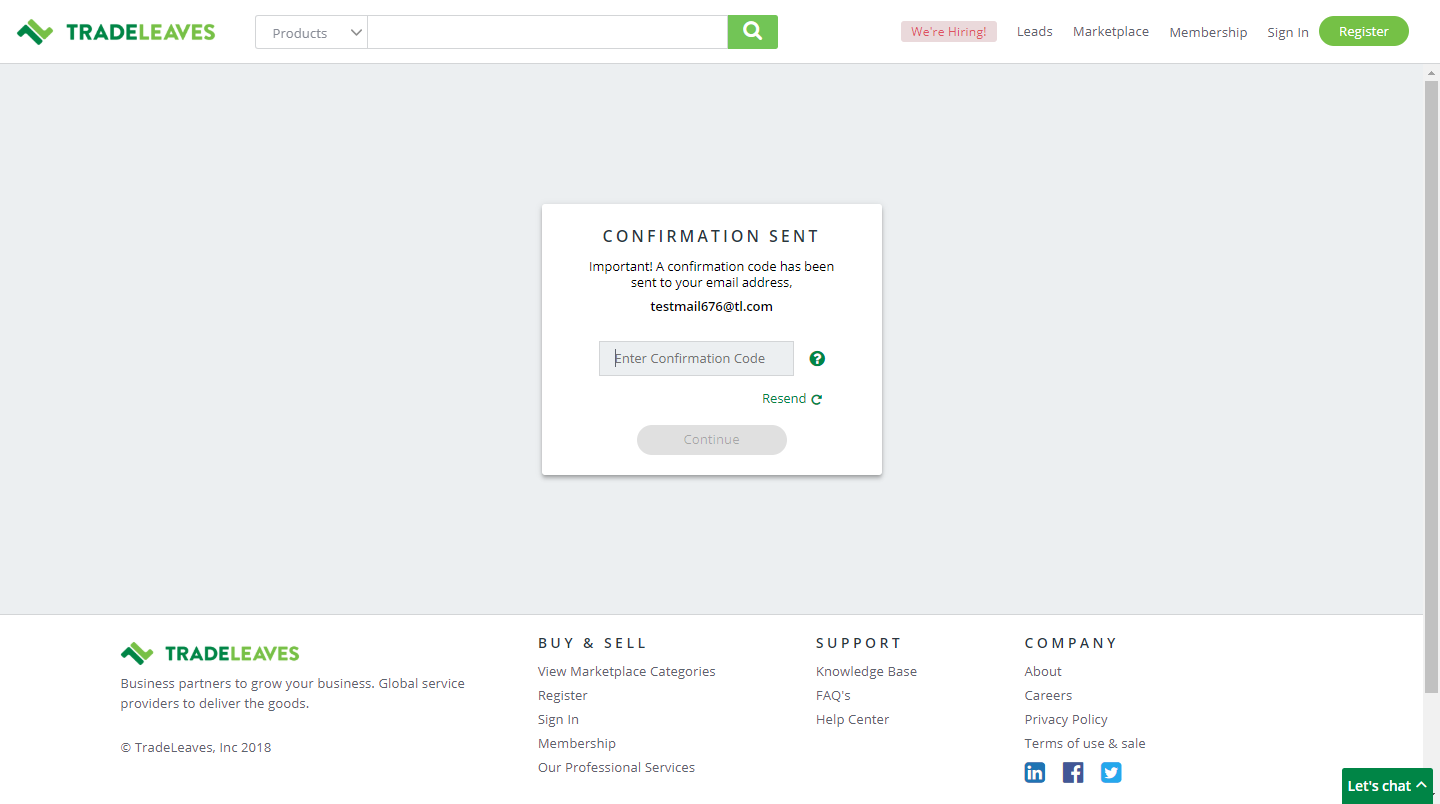 TRADELEAVES
Products
We're Hiring!
Leads
Marketplace
Membership
Sign In
Register
CONFIRMATION SENT
Important! A confirmation code has been
sent to your email address,
testmail676@tl.com
Enter Confirmation Code
Resend
Continue
TRADELEAVES
Business partners to grow your business. Global service
providers to deliver the goods.
© TradeLeaves, Inc 2018
BUY & SELL
View Marketplace Categories
Register
Sign In
Membership
Our Professional Services
SUPPORT
Knowledge Base
FAQ's
Help Center
COMPANY
About
Careers
Privacy Policy
Terms of use & sale
Let's chat